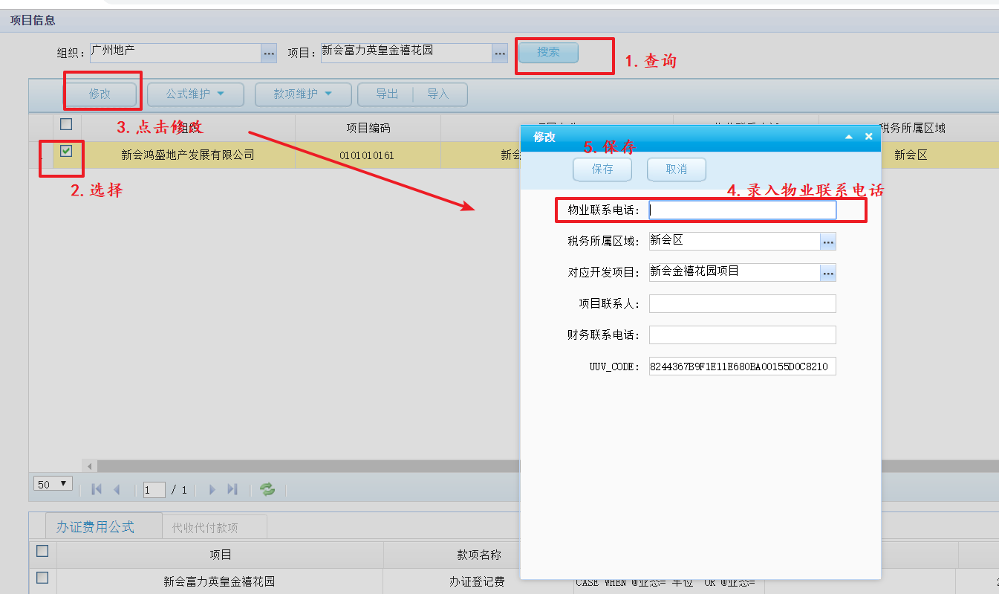 项目信息
组织： 广州地产 … 项目： 新会富力英皇金禧花园 … 搜索
1. 查询
修改 公式维护 款项维护 导出 导入
3. 点击修改
组织 项目编码 税务所属区域
新会鸿盛地产发展有限公司 0101010161 新会 新会区
2. 选择
修改
5. 保存
保存 取消
4. 录入物业联系电话
物业联系电话：
税务所属区域： 新会区 …
对应开发项目： 新会金禧花园项目 …
项目联系人：
财务联系电话：
UUV_CODE： 8244367B9F1E11E680BA00155D0C8210
50 1 / 1
办证费用公式 代收代付款项
项目 款项名称
新会富力英皇金禧花园 办证登记费 CASE WHEN @业态= 车位 OR @业态=